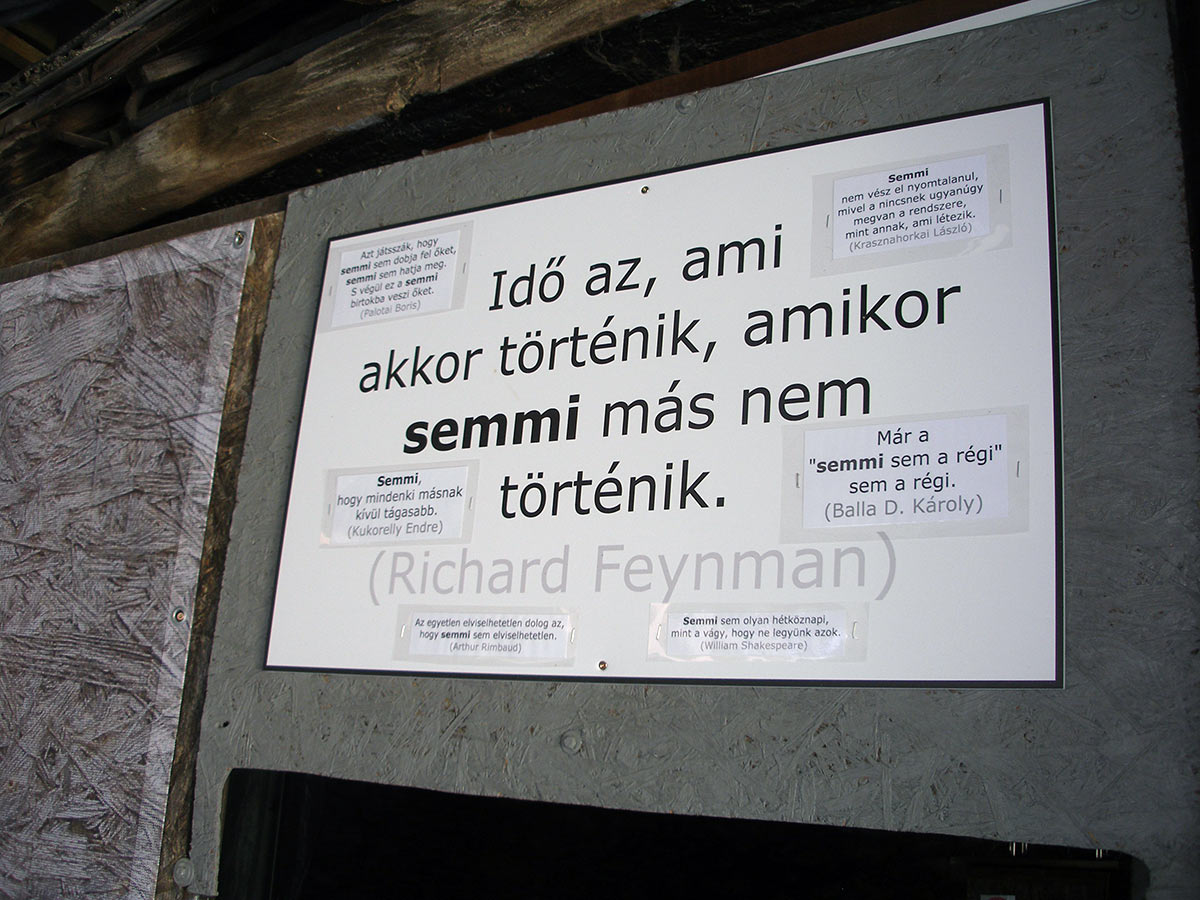 Azt játsszák, hogy
semmi sem dobja fel őket,
semmi sem hatja meg.
S végül ez a semmi
birtokba veszi őket.
(Palotai Boris)
Semmi
nem vész el nyomtalanul,
mivel a nincsnek ugyanúgy
megvan a rendszere,
mint annak, ami létezik.
(Krasznahorkai László)
Idő az, ami
akkor történik, amikor
semmi más nem
történik.
(Richard Feynman)
Semmi,
hogy mindenki másnak
kívül tágasabb.
(Kukorelly Endre)
Már a
"semmi sem a régi"
sem a régi.
(Balla D. Károly)
Az egyetlen elviselhetetlen dolog az,
hogy semmi sem elviselhetetlen.
(Arthur Rimbaud)
Semmi sem olyan hétköznapi,
mint a vágy, hogy ne legyünk azok.
(William Shakespeare)